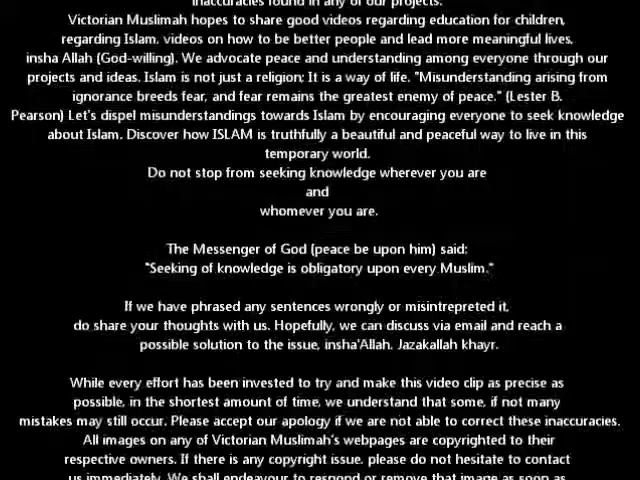 inaccuracies found in any of our projects.
Victorian Muslimah hopes to share good videos regarding education for children,
regarding Islam, videos on how to be better people and lead more meaningful lives,
insha Allah (God-willing). We advocate peace and understanding among everyone through our
projects and ideas. Islam is not just a religion; It is a way of life. "Misunderstanding arising from
ignorance breeds fear, and fear remains the greatest enemy of peace." (Lester B.
Pearson) Let's dispel misunderstandings towards Islam by encouraging everyone to seek knowledge
about Islam. Discover how ISLAM is truthfully a beautiful and peaceful way to live in this
temporary world.
Do not stop from seeking knowledge wherever you are
and
whomever you are.
The Messenger of God (peace be upon him) said:
"Seeking of knowledge is obligatory upon every Muslim."
If we have phrased any sentences wrongly or misintrepreted it,
do share your thoughts with us. Hopefully, we can discuss via email and reach a
possible solution to the issue, insha'Allah. Jazakallah khayr.
While every effort has been invested to try and make this video clip as precise as
possible, in the shortest amount of time, we understand that some, if not many
mistakes may still occur. Please accept our apology if we are not able to correct these inaccuracies.
All images on any of Victorian Muslimah's webpages are copyrighted to their
respective owners. If there is any copyright issue, please do not hesitate to contact
us immediately. We shall endeavour to respond or remove that image as soon as